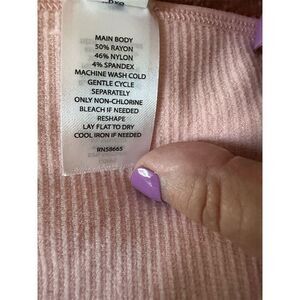 MAIN BODY
50% RAYON
46% NYLON
4% SPANDEX
MACHINE WASH COLD
GENTLE CYCLE
SEPARATELY
ONLY NON-CHLORINE
BLEACH IF NEEDED
RESHAPE
LAY FLAT TO DRY
COOL IRON IF NEEDED
RN58665